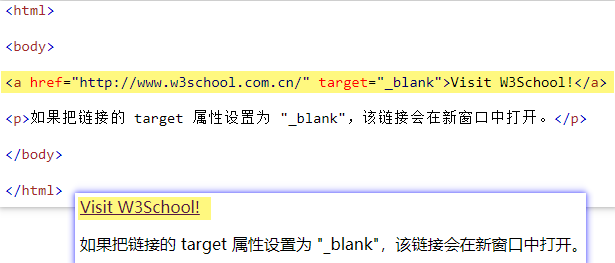 <html>
<body>
<a href="http://www.w3school.com.cn/" target="_blank">Visit W3School!</a>
<p>如果把链接的 target 属性设置为 "_blank"，该链接会在新窗口中打开。</p>
</body>
</html>
Visit W3School!
如果把链接的 target 属性设置为 "_blank"，该链接会在新窗口中打开。